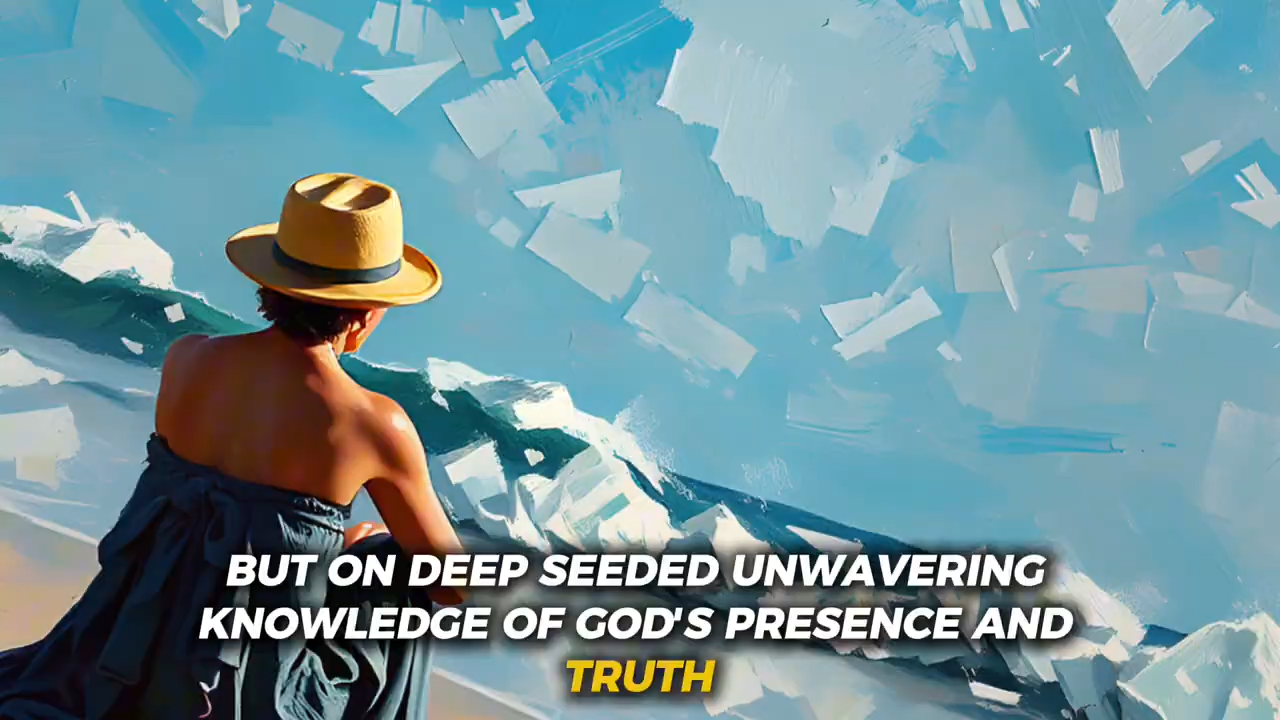 BUT ON DEEP SEEDED UNWAVERING
KNOWLEDGE OF GOD'S PRESENCE AND
TRUTH